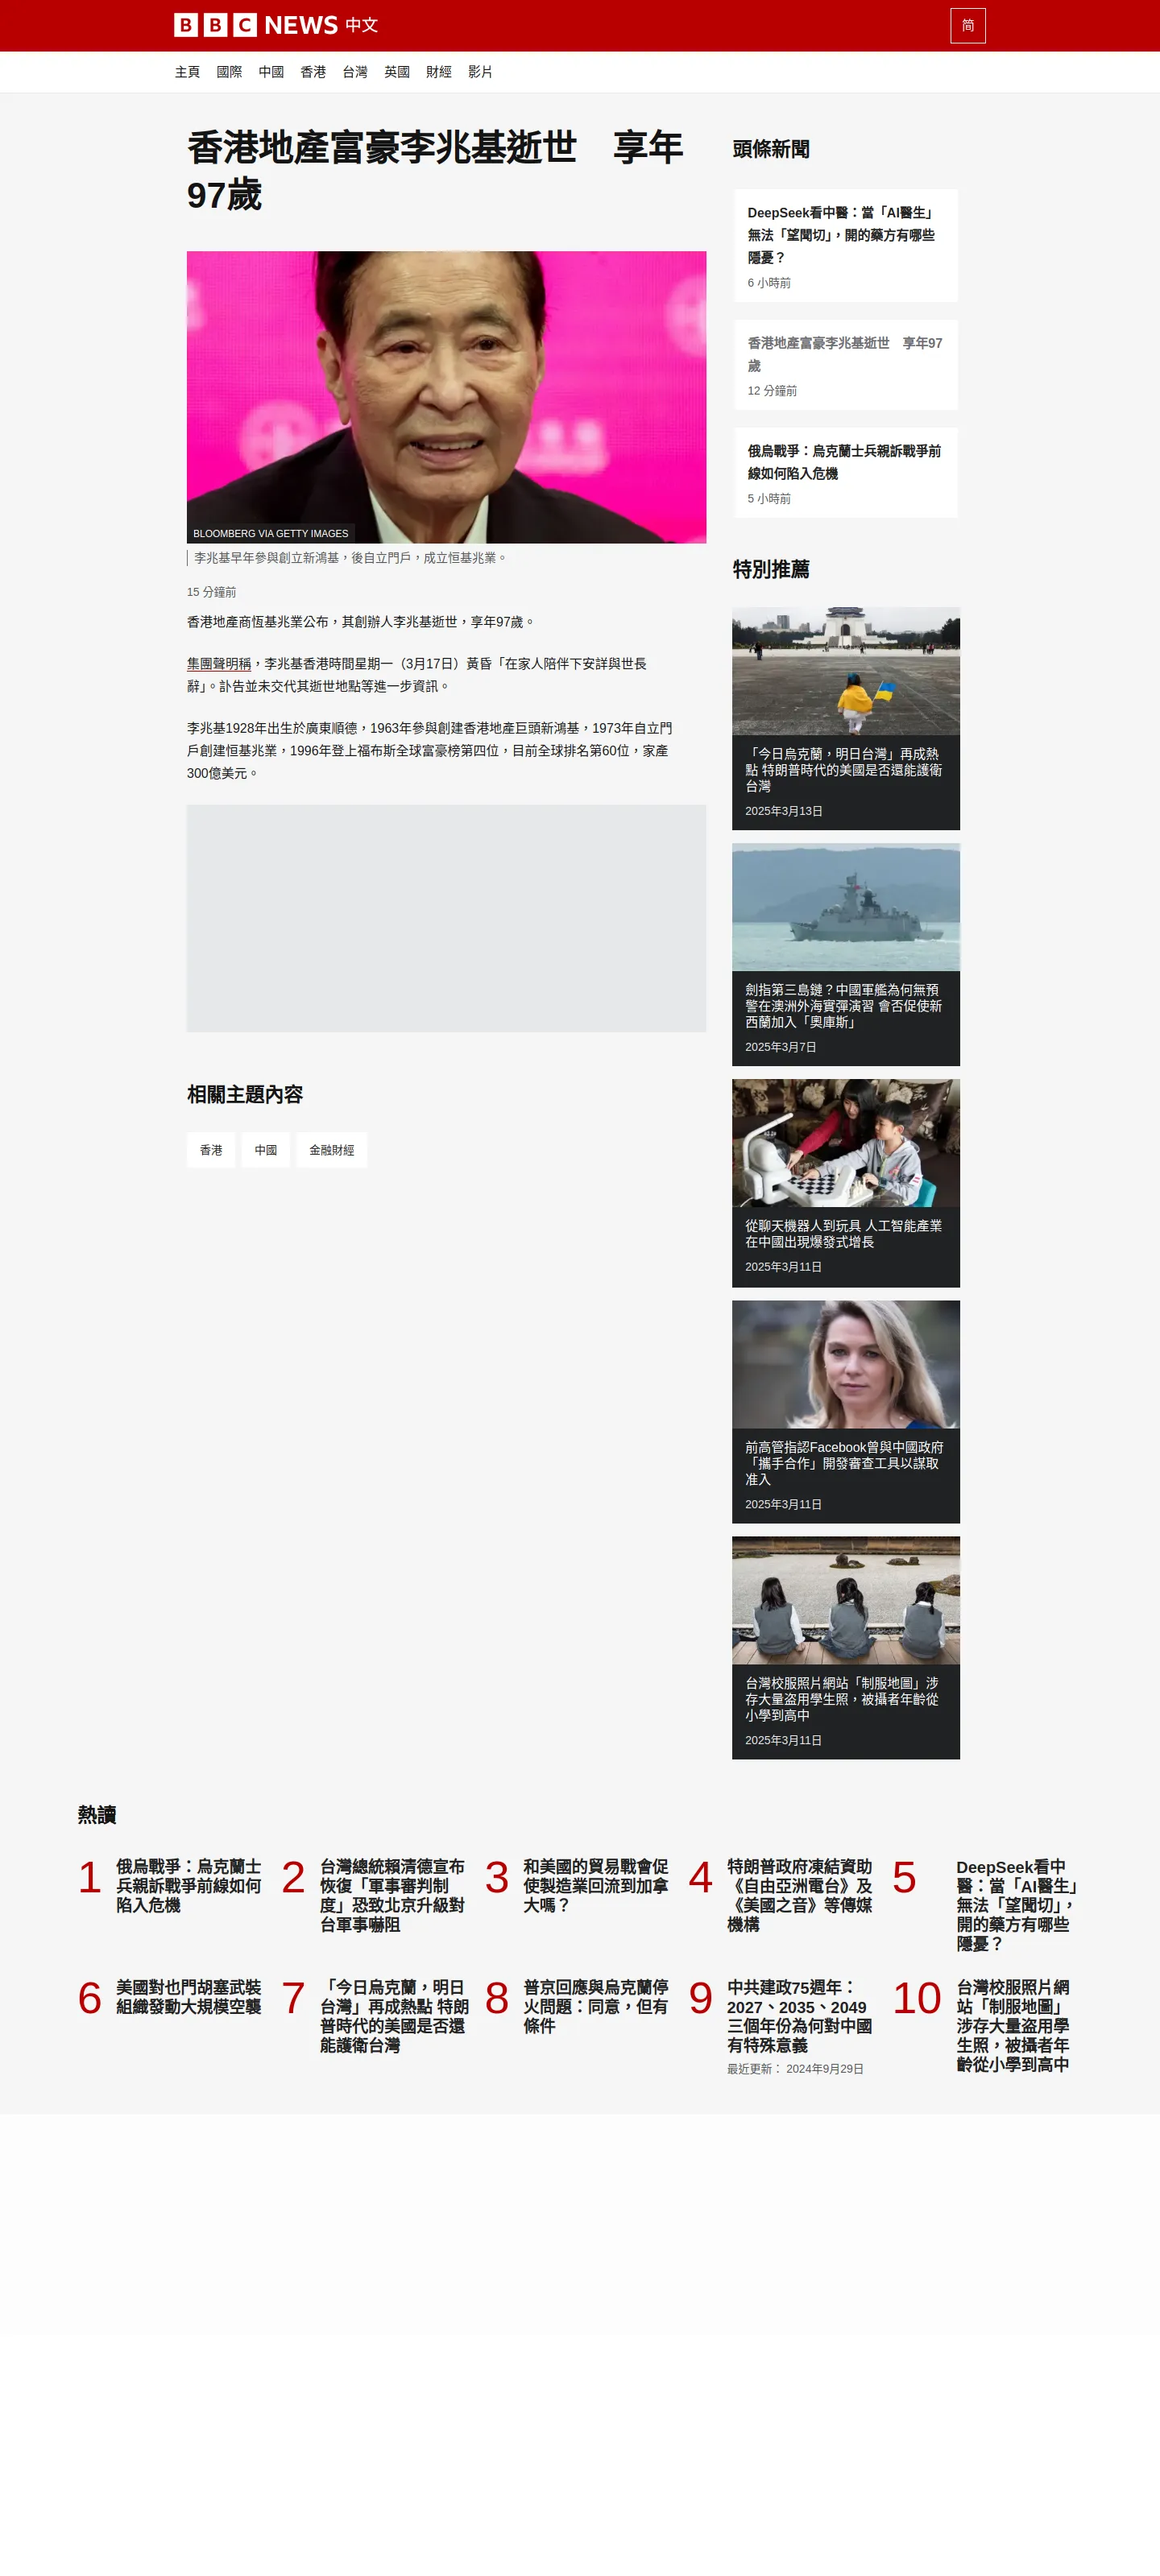 BBC NEWS 中文
简
主頁 國際 中國 香港 台灣 英國 財經 影片
香港地產富豪李兆基逝世　享年
97歲
BLOOMBERG VIA GETTY IMAGES
李兆基早年參與創立新鴻基，後自立門戶，成立恒基兆業。
15 分鐘前
香港地產商恆基兆業公布，其創辦人李兆基逝世，享年97歲。
集團聲明稱，李兆基香港時間星期一（3月17日）黃昏「在家人陪伴下安詳與世長
辭」。訃告並未交代其逝世地點等進一步資訊。
李兆基1928年出生於廣東順德，1963年參與創建香港地產巨頭新鴻基，1973年自立門
戶創建恒基兆業，1996年登上福布斯全球富豪榜第四位，目前全球排名第60位，家產
300億美元。
相關主題內容
香港 中國 金融財經
頭條新聞
DeepSeek看中醫：當「AI醫生」
無法「望聞切」，開的藥方有哪些
隱憂？
6 小時前
香港地產富豪李兆基逝世　享年97
歲
12 分鐘前
俄烏戰爭：烏克蘭士兵親訴戰爭前
線如何陷入危機
5 小時前
特別推薦
「今日烏克蘭，明日台灣」再成熱
點 特朗普時代的美國是否還能護衛
台灣
2025年3月13日
劍指第三島鏈？中國軍艦為何無預
警在澳洲外海實彈演習 會否促使新
西蘭加入「奧庫斯」
2025年3月7日
從聊天機器人到玩具 人工智能產業
在中國出現爆發式增長
2025年3月11日
前高管指認Facebook曾與中國政府
「攜手合作」開發審查工具以謀取
准入
2025年3月11日
台灣校服照片網站「制服地圖」涉
存大量盜用學生照，被攝者年齡從
小學到高中
2025年3月11日
熱讀
1
俄烏戰爭：烏克蘭士
兵親訴戰爭前線如何
陷入危機
2
台灣總統賴清德宣布
恢復「軍事審判制
度」恐致北京升級對
台軍事嚇阻
3
和美國的貿易戰會促
使製造業回流到加拿
大嗎？
4
特朗普政府凍結資助
《自由亞洲電台》及
《美國之音》等傳媒
機構
5
DeepSeek看中
醫：當「AI醫生」
無法「望聞切」，
開的藥方有哪些
隱憂？
6
美國對也門胡塞武裝
組織發動大規模空襲
7
「今日烏克蘭，明日
台灣」再成熱點 特朗
普時代的美國是否還
能護衛台灣
8
普京回應與烏克蘭停
火問題：同意，但有
條件
9
中共建政75週年：
2027、2035、2049
三個年份為何對中國
有特殊意義
最近更新： 2024年9月29日
10
台灣校服照片網
站「制服地圖」
涉存大量盜用學
生照，被攝者年
齡從小學到高中